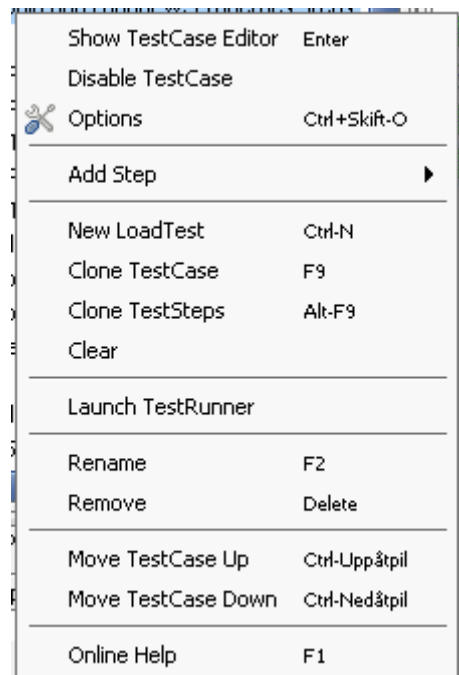 Show TestCase Editor Enter
Disable TestCase
Options Ctrl+Skift-O
Add Step
New LoadTest Ctrl-N
Clone TestCase F9
Clone TestSteps Alt-F9
Clear
Launch TestRunner
Rename F2
Remove Delete
Move TestCase Up Ctrl-Uppåtpil
Move TestCase Down Ctrl-Nedåtpil
Online Help F1